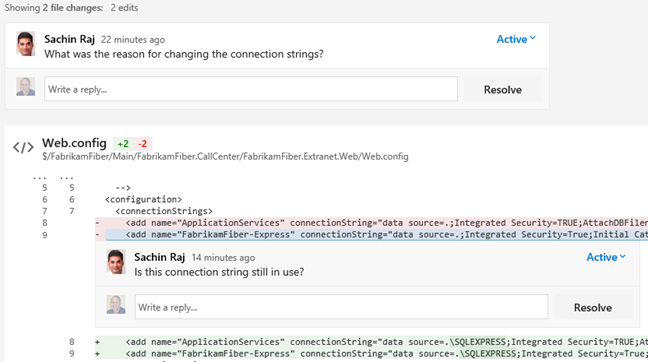 Showing 2 file changes: 2 edits
Sachin Raj 22 minutes ago Active
What was the reason for changing the connection strings?
Write a reply... Resolve
</> Web.config +2 -2
$/FabrikamFiber/Main/FabrikamFiber.CallCenter/FabrikamFiber.Extranet.Web/Web.config
... ...
5 5 -->
6 6 <configuration>
7 7 <connectionStrings>
8 - <add name="ApplicationServices" connectionString="data source=.;Integrated Security=TRUE;AttachDBFilen
9 - <add name="FabrikamFiber-Express" connectionString="data source=.;Integrated Security=True;Initial Cat
Sachin Raj 14 minutes ago Active
Is this connection string still in use?
Write a reply... Resolve
8 + <add name="ApplicationServices" connectionString="data source=.\SQLEXPRESS;Integrated Security=TRUE;At
9 + <add name="FabrikamFiber-Express" connectionString="data source=.\SQLEXPRESS;Integrated Security=True;